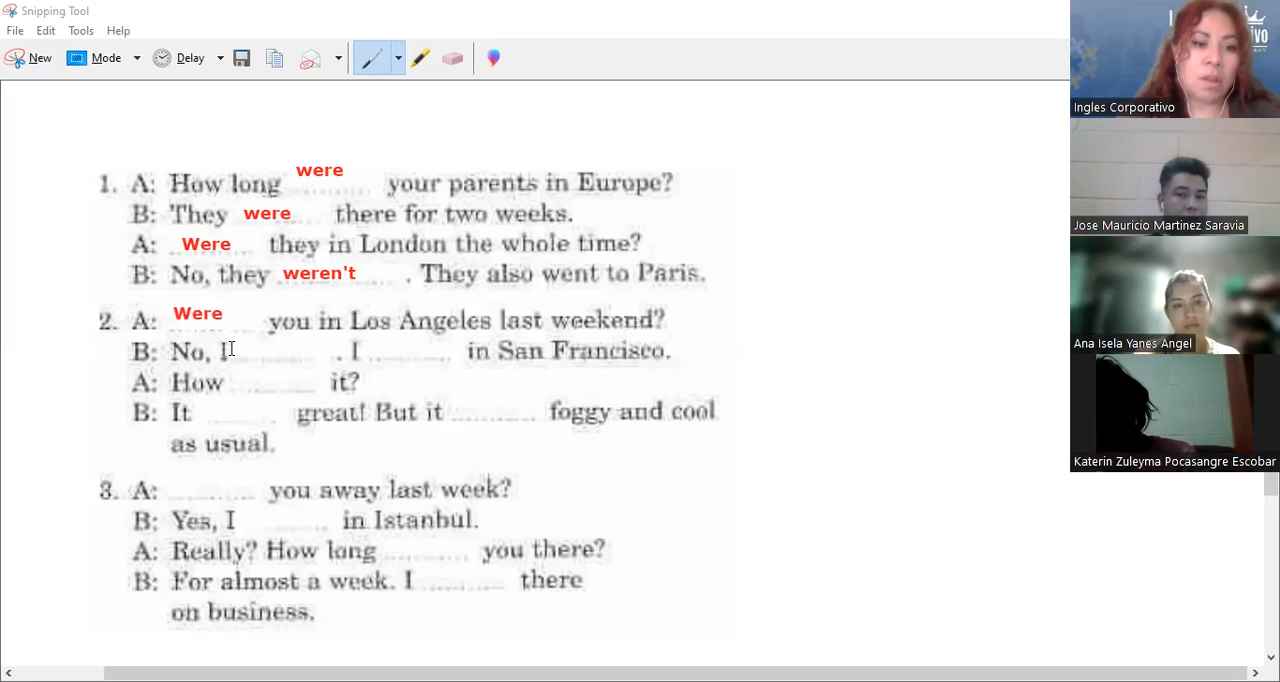 Snipping Tool
File Edit Tools Help
New Mode Delay
1. A: How long were your parents in Europe?
B: They were there for two weeks.
A: Were they in London the whole time?
B: No, they weren't. They also went to Paris.
2. A: Were you in Los Angeles last weekend?
B: No, I ........... . I ........... in San Francisco.
A: How ........... it?
B: It ........... great! But it ........... foggy and cool
as usual.
3. A: ........... you away last week?
B: Yes, I ........... in Istanbul.
A: Really? How long ........... you there?
B: For almost a week. I ........... there
on business.
Ingles Corporativo
Jose Mauricio Martinez Saravia
Ana Isela Yanes Angel
Katerin Zuleyma Pocasangre Escobar